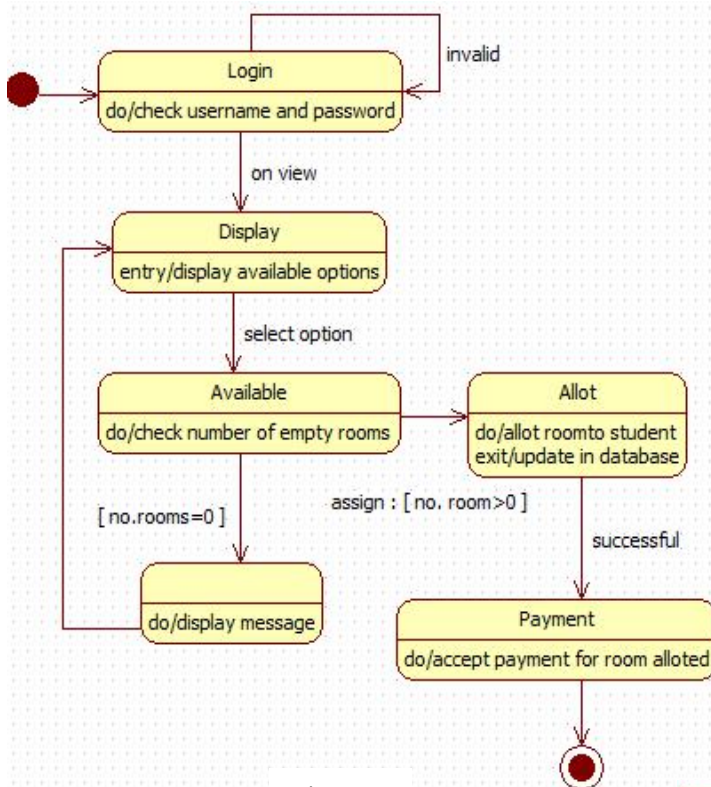 Login
invalid
do/check username and password
on view
Display
entry/display available options
select option
Available
do/check number of empty rooms
Allot
do/allot roomto student
exit/update in database
[ no.rooms=0 ]
assign : [ no. room>0 ]
successful
do/display message
Payment
do/accept payment for room alloted